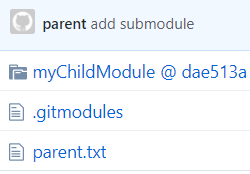 parent add submodule
myChildModule @ dae513a
.gitmodules
parent.txt